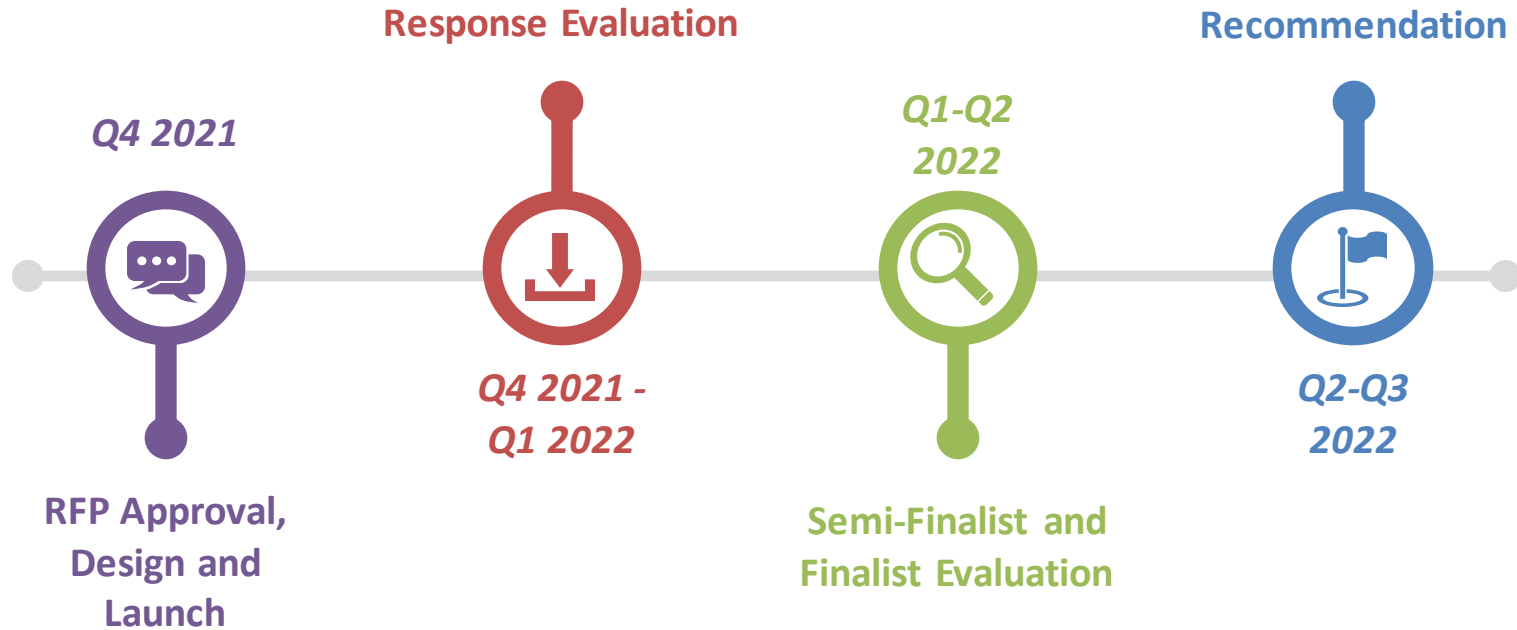 Q4 2021
RFP Approval,
Design and
Launch
Response Evaluation
Q4 2021 -
Q1 2022
Q1-Q2
2022
Semi-Finalist and
Finalist Evaluation
Recommendation
Q2-Q3
2022